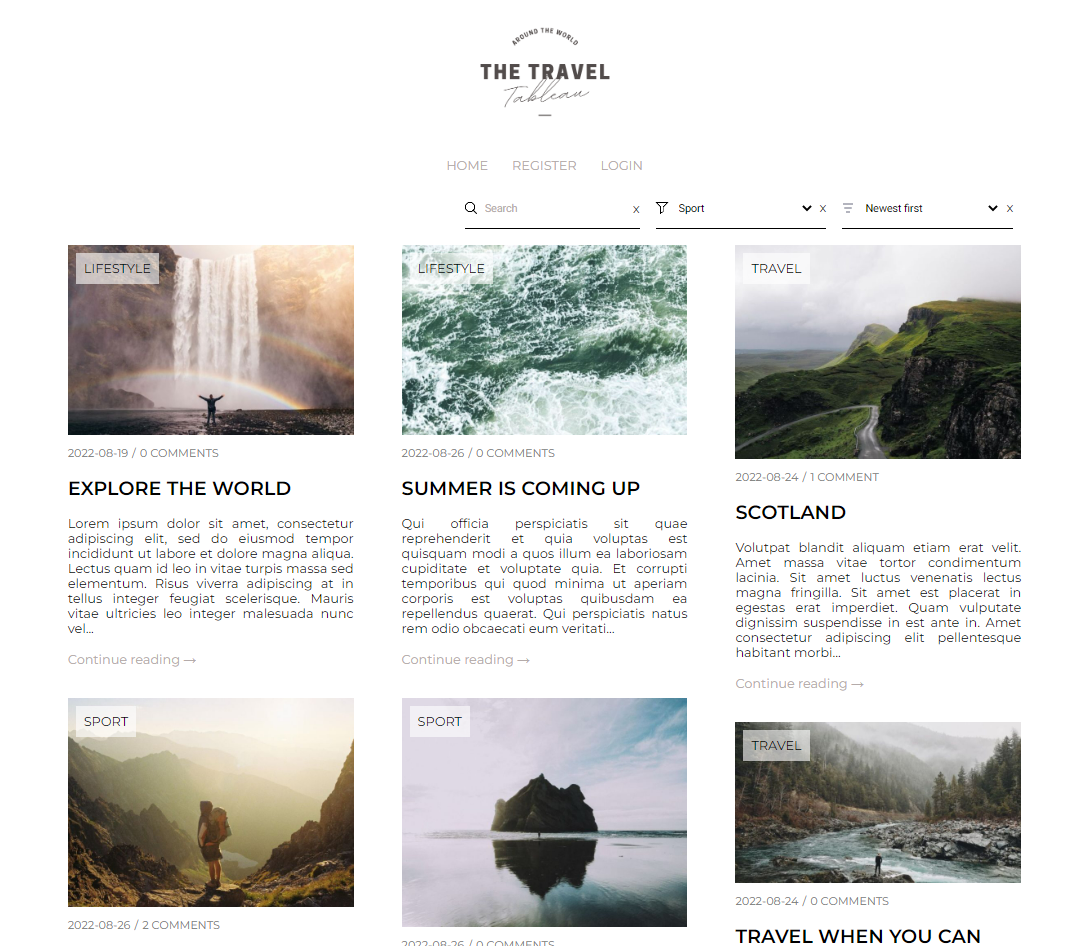 AROUND THE WORLD
THE TRAVEL
Tableau
HOME REGISTER LOGIN
Search X Sport X Newest first X
LIFESTYLE
2022-08-19 / 0 COMMENTS
EXPLORE THE WORLD
Lorem ipsum dolor sit amet, consectetur
adipiscing elit, sed do eiusmod tempor
incididunt ut labore et dolore magna aliqua.
Lectus quam id leo in vitae turpis massa sed
elementum. Risus viverra adipiscing at in
tellus integer feugiat scelerisque. Mauris
vitae ultricies leo integer malesuada nunc
vel...
Continue reading →
SPORT
2022-08-26 / 2 COMMENTS
LIFESTYLE
2022-08-26 / 0 COMMENTS
SUMMER IS COMING UP
Qui officia perspiciatis sit quae
reprehenderit et quia voluptas est
quisquam modi a quos illum ea laboriosam
cupiditate et voluptate quia. Et corrupti
temporibus qui quod minima ut aperiam
corporis est voluptas quibusdam ea
repellendus quaerat. Qui perspiciatis natus
rem odio obcaecati eum veritati...
Continue reading →
SPORT
2022-08-26 / 0 COMMENTS
TRAVEL
2022-08-24 / 1 COMMENT
SCOTLAND
Volutpat blandit aliquam etiam erat velit.
Amet massa vitae tortor condimentum
lacinia. Sit amet luctus venenatis lectus
magna fringilla. Sit amet est placerat in
egestas erat imperdiet. Quam vulputate
dignissim suspendisse in est ante in. Amet
consectetur adipiscing elit pellentesque
habitant morbi...
Continue reading →
TRAVEL
2022-08-24 / 0 COMMENTS
TRAVEL WHEN YOU CAN